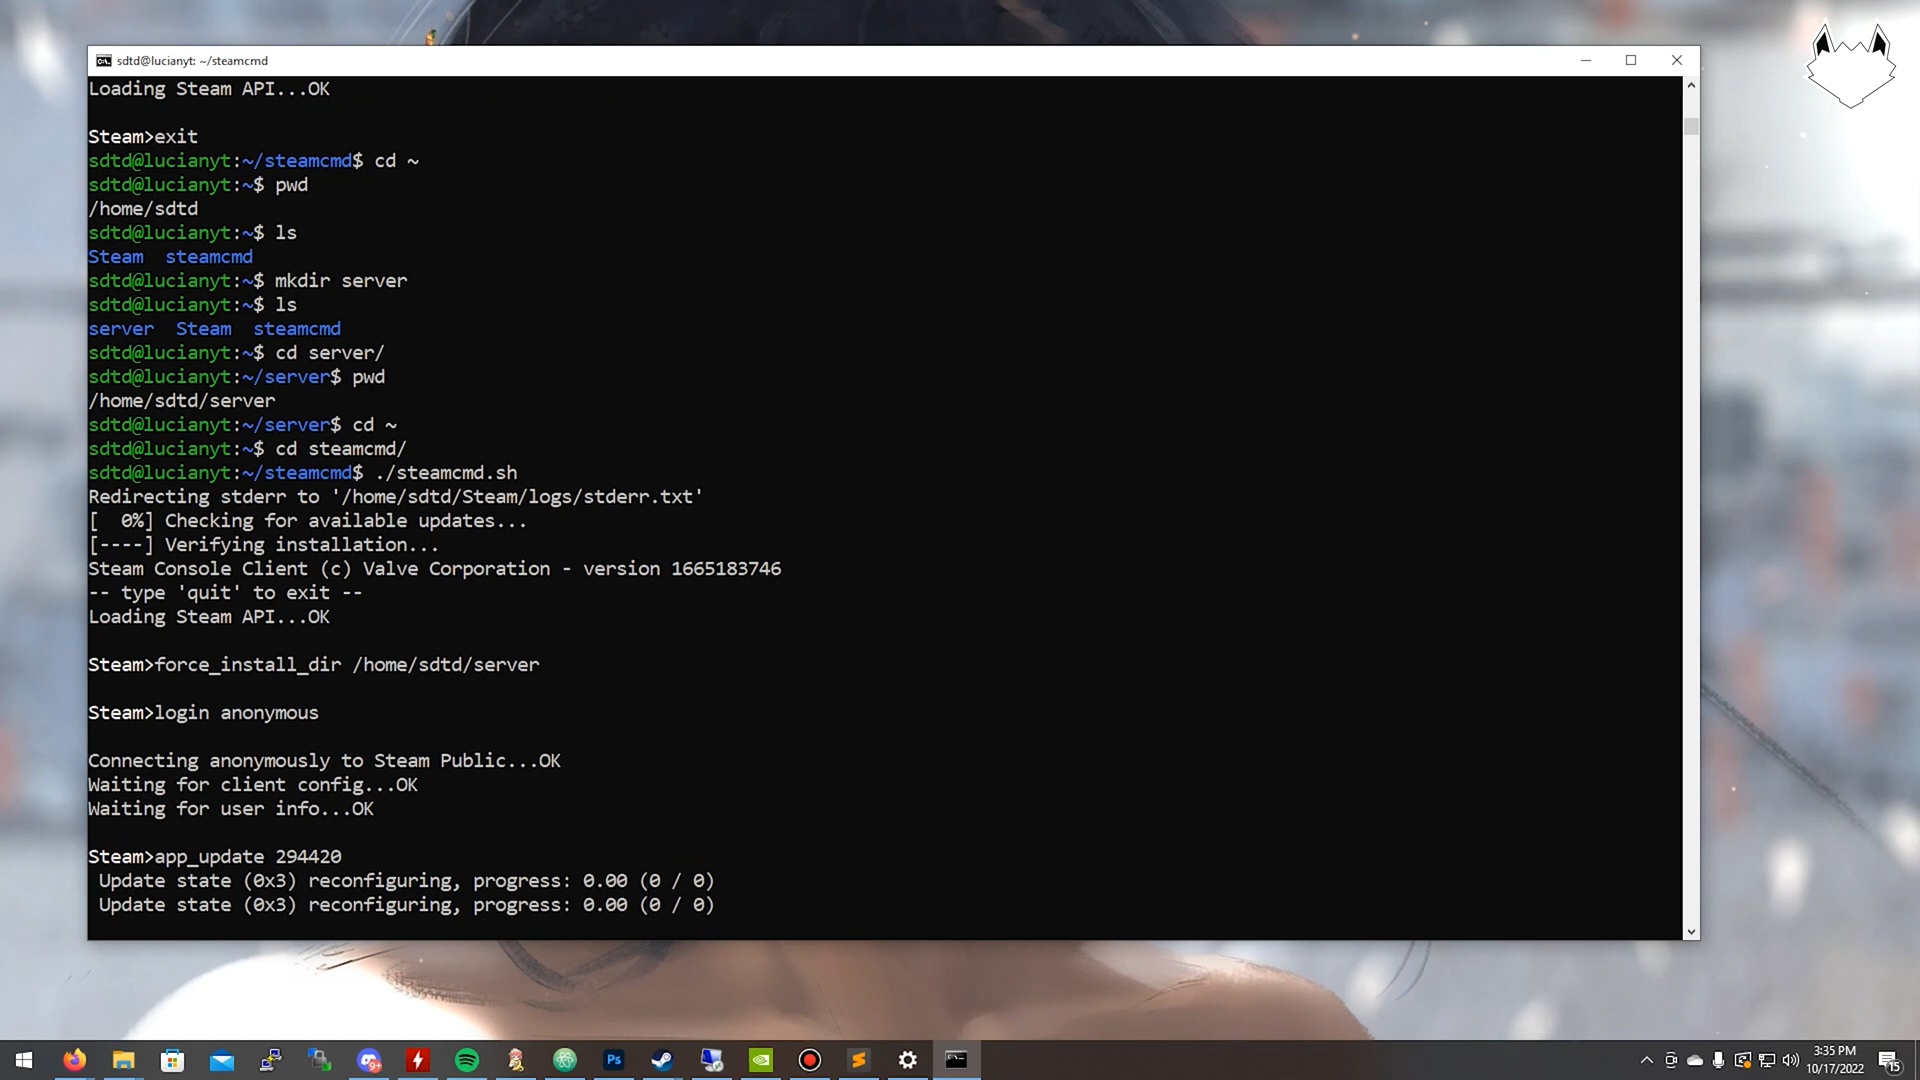 sdtd@lucianyt: ~/steamcmd
Loading Steam API...OK
Steam>exit
sdtd@lucianyt:~/steamcmd$ cd ~
sdtd@lucianyt:~$ pwd
/home/sdtd
sdtd@lucianyt:~$ ls
Steam  steamcmd
sdtd@lucianyt:~$ mkdir server
sdtd@lucianyt:~$ ls
server  Steam  steamcmd
sdtd@lucianyt:~$ cd server/
sdtd@lucianyt:~/server$ pwd
/home/sdtd/server
sdtd@lucianyt:~/server$ cd ~
sdtd@lucianyt:~$ cd steamcmd/
sdtd@lucianyt:~/steamcmd$ ./steamcmd.sh
Redirecting stderr to '/home/sdtd/Steam/logs/stderr.txt'
[  0%] Checking for available updates...
[----] Verifying installation...
Steam Console Client (c) Valve Corporation - version 1665183746
-- type 'quit' to exit --
Loading Steam API...OK
Steam>force_install_dir /home/sdtd/server
Steam>login anonymous
Connecting anonymously to Steam Public...OK
Waiting for client config...OK
Waiting for user info...OK
Steam>app_update 294420
Update state (0x3) reconfiguring, progress: 0.00 (0 / 0)
Update state (0x3) reconfiguring, progress: 0.00 (0 / 0)
Ps
9+
3:35 PM
10/17/2022
15